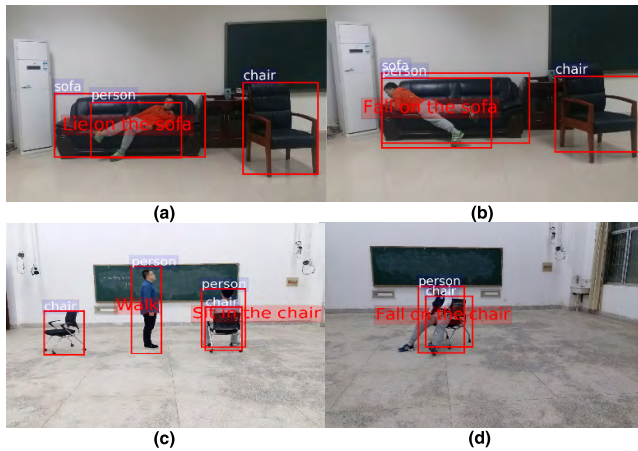 sofa
person
chair
Lie on the sofa
(a)
sofa
person
chair
Fall on the sofa
(b)
person
chair
Walk
chair
Sit in the chair
(c)
person
chair
Fall on the chair
(d)